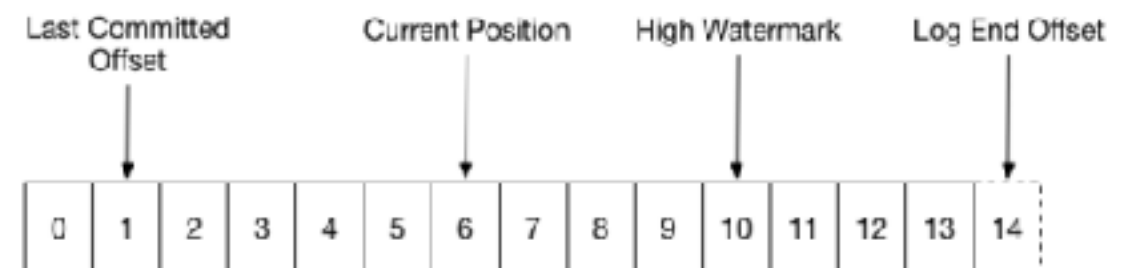 Last Committed
Offset
Current Position
High Watermark
Log End Offset
0 1 2 3 4 5 6 7 8 9 10 11 12 13 14